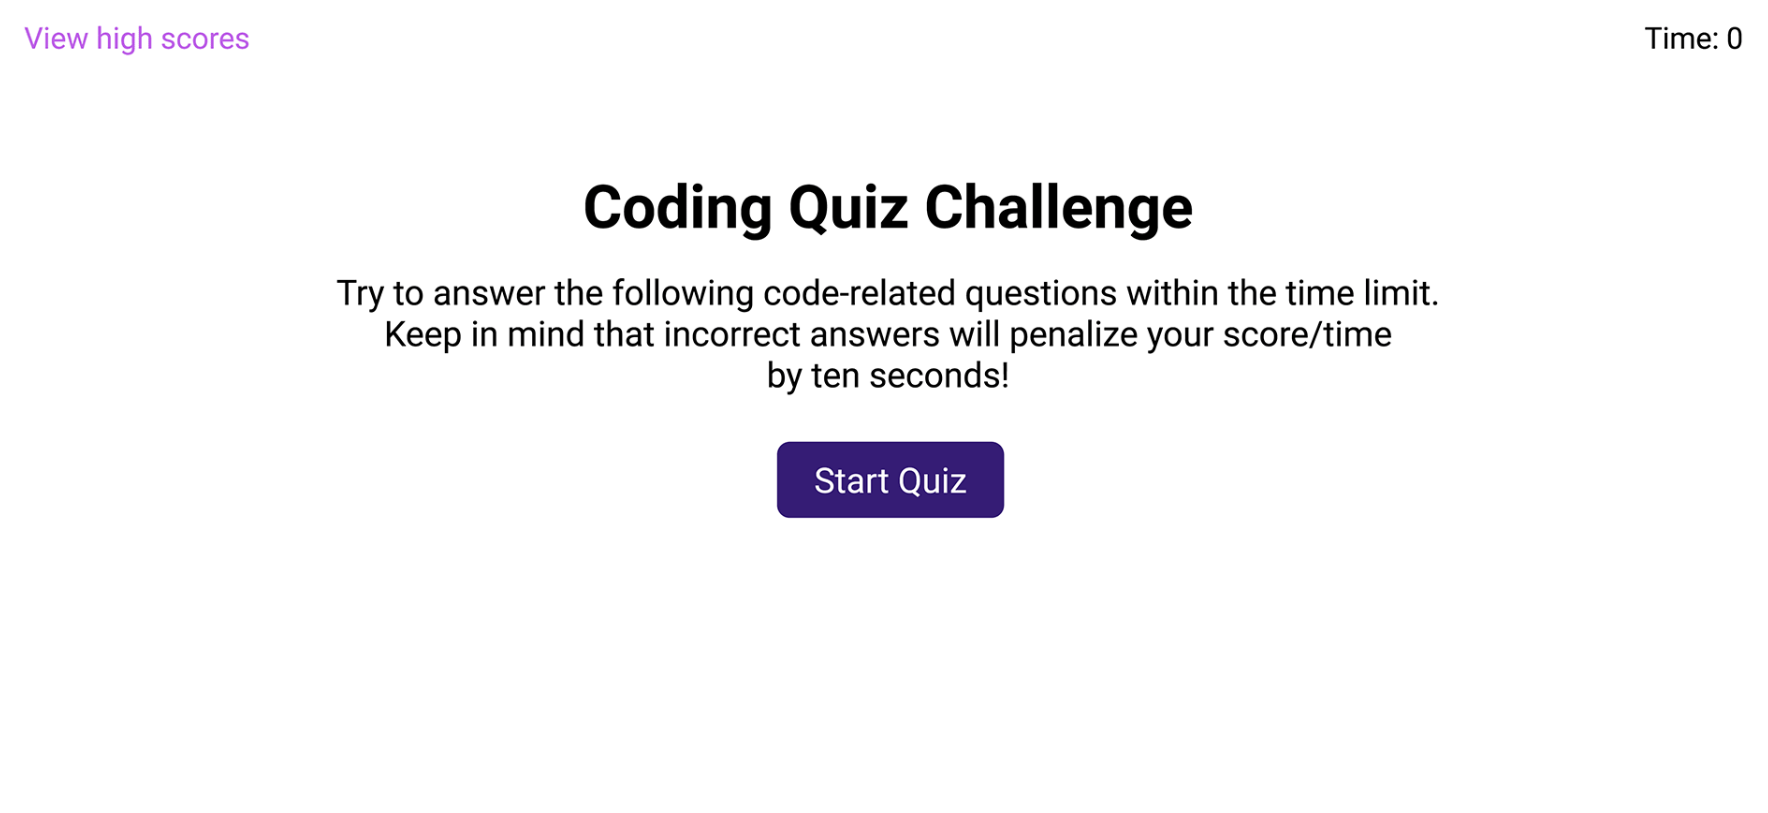 View high scores
Time: 0
Coding Quiz Challenge
Try to answer the following code-related questions within the time limit.
Keep in mind that incorrect answers will penalize your score/time
by ten seconds!
Start Quiz